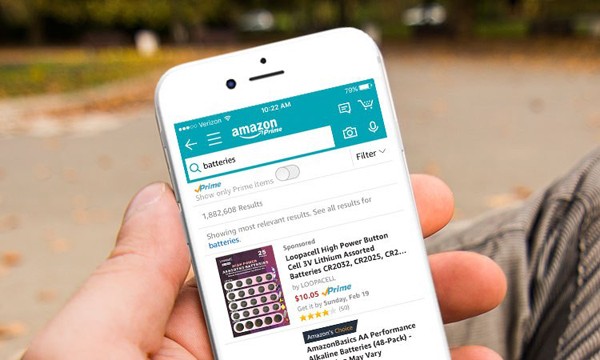 Verizon 10:22 AM 79%
amazon
Prime
batteries
Prime
Show only Prime items
Filter
1,882,608 Results
Showing most relevant results. See all results for
batteries.
Sponsored
Loopacell High Power Button
Cell 3V Lithium Assorted
Batteries CR2032, CR2025, CR2...
by LOOPACELL
$10.05 Prime
Get it by Sunday, Feb 19
(50)
Amazon's Choice
AmazonBasics AA Performance
Alkaline Batteries (48-Pack) -
May Vary